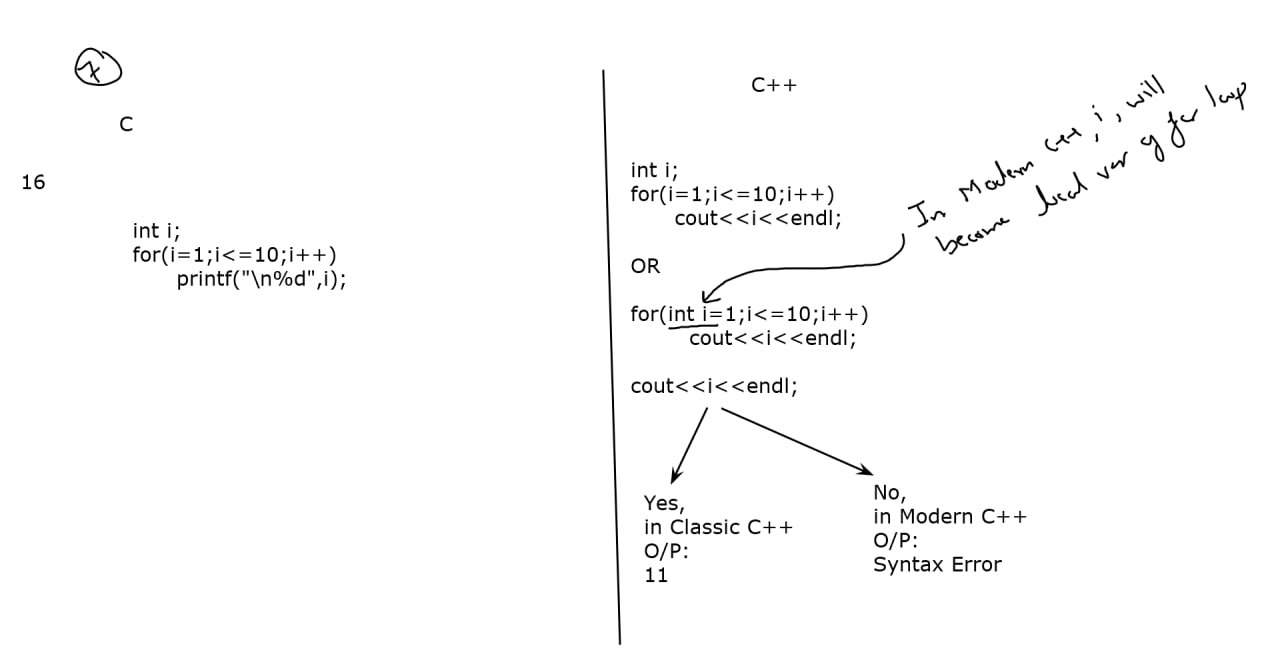 7
C
16
int i;
for(i=1;i<=10;i++)
printf("\n%d",i);
C++
int i;
for(i=1;i<=10;i++)
cout<<i<<endl;
OR
for(int i=1;i<=10;i++)
cout<<i<<endl;
cout<<i<<endl;
In Modern C++, i, will
become local var of for loop
Yes,
in Classic C++
O/P:
11
No,
in Modern C++
O/P:
Syntax Error